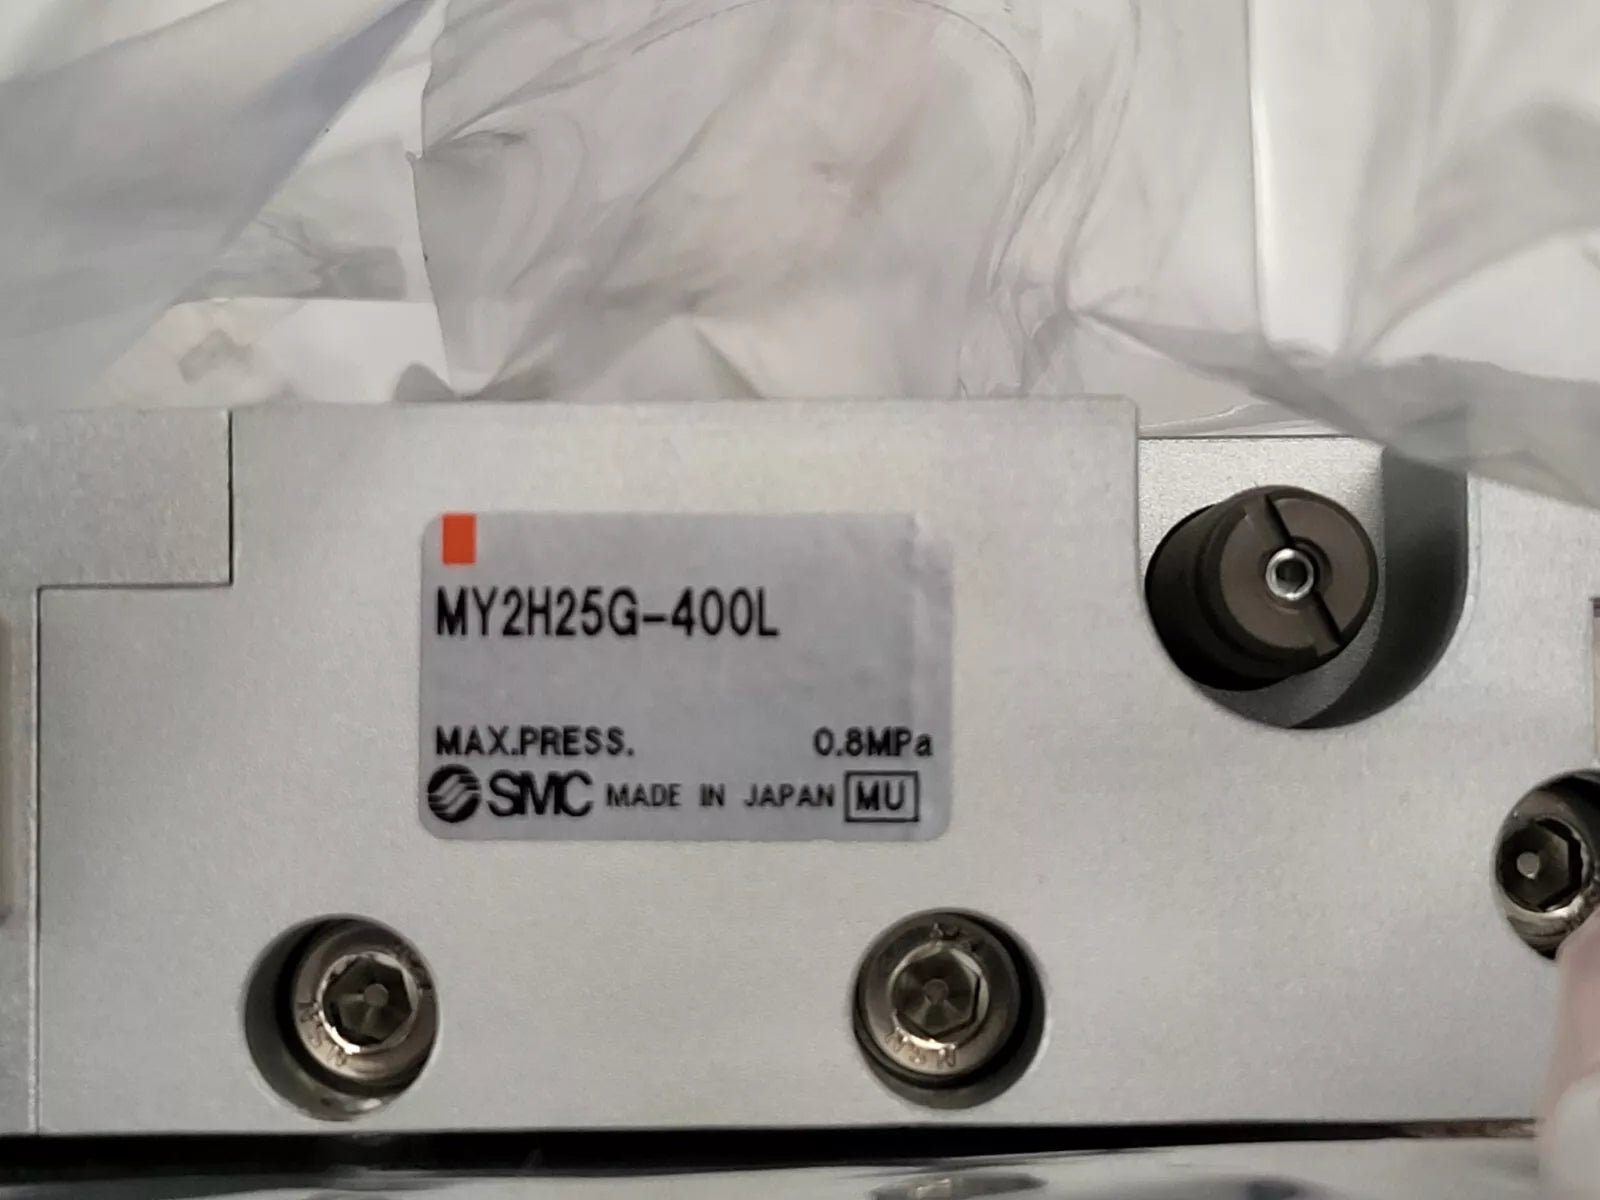 MY2H25G-400L
MAX.PRESS. 0.8MPa
SMC MADE IN JAPAN MU